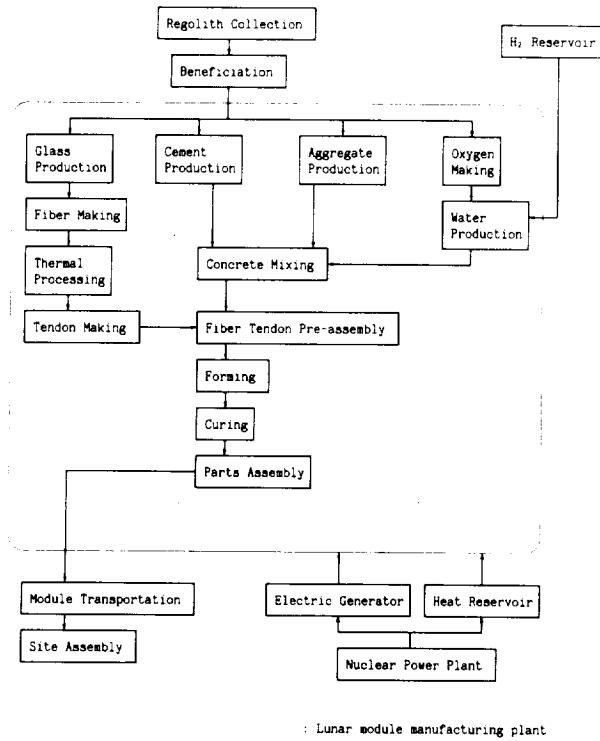 Regolith Collection
H₂ Reservoir
Beneficiation
Glass
Production
Cement
Production
Aggregate
Production
Oxygen
Making
Fiber Making
Water
Production
Thermal
Processing
Concrete Mixing
Tendon Making
Fiber Tendon Pre-assembly
Forming
Curing
Parts Assembly
Module Transportation
Electric Generator
Heat Reservoir
Site Assembly
Nuclear Power Plant
: Lunar module manufacturing plant